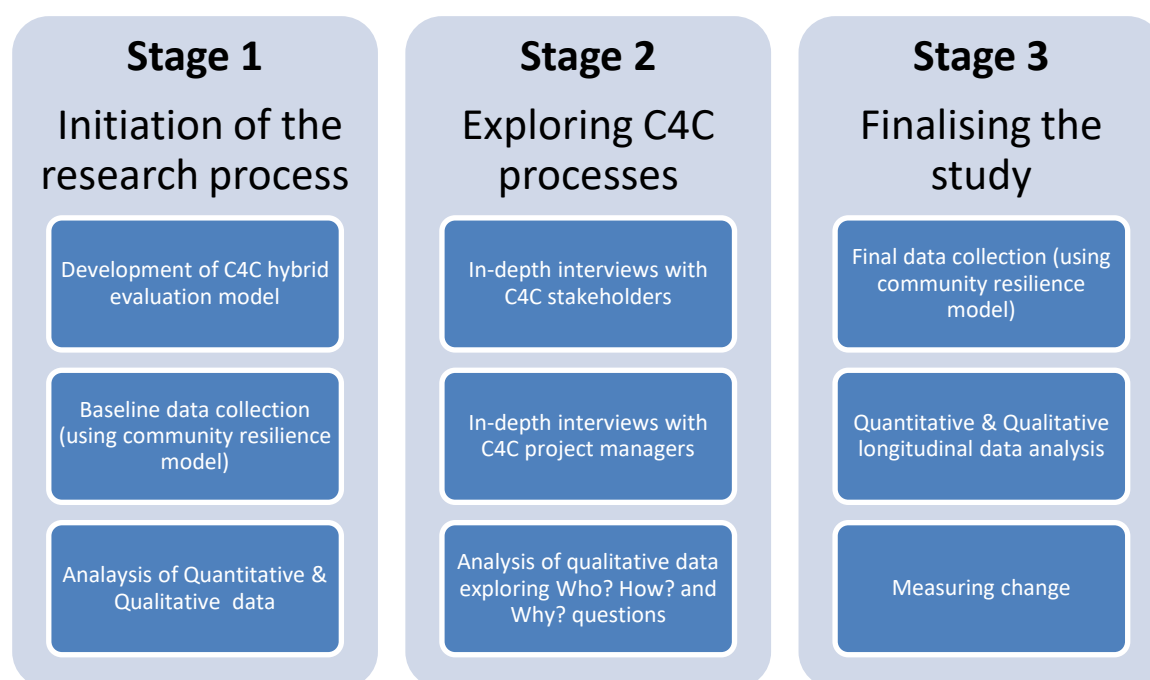 Stage 1
Initiation of the
research process
Development of C4C hybrid
evaluation model
Baseline data collection
(using community resilience
model)
Analaysis of Quantitative &
Qualitative data
Stage 2
Exploring C4C
processes
In-depth interviews with
C4C stakeholders
In-depth interviews with
C4C project managers
Analysis of qualitative data
exploring Who? How? and
Why? questions
Stage 3
Finalising the
study
Final data collection (using
community resilience
model)
Quantitative & Qualitative
longitudinal data analysis
Measuring change